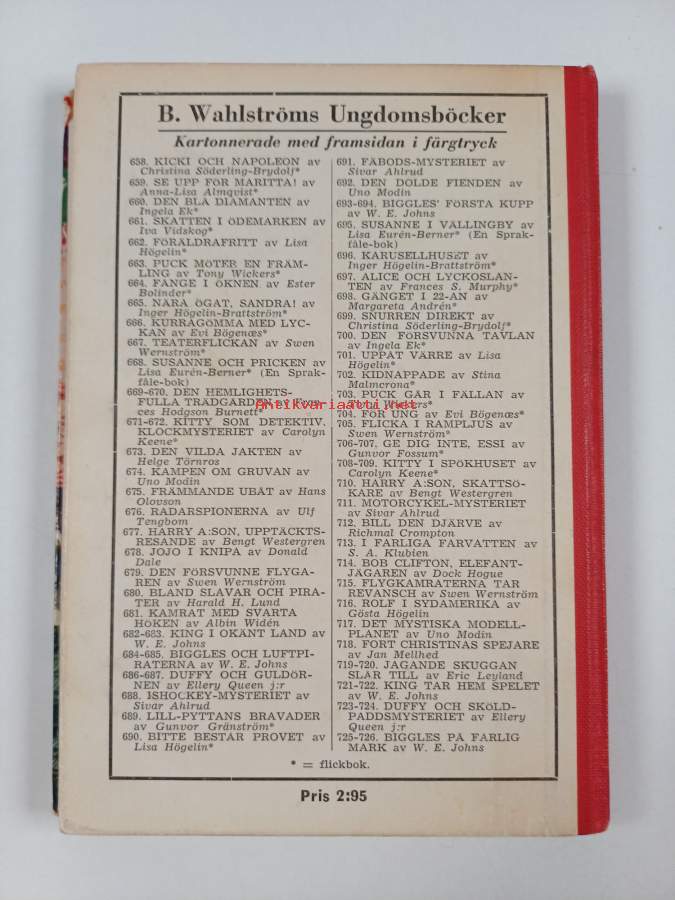 B. Wahlströms Ungdomsböcker
Kartonnerade med framsidan i färgtryck
658. KICKI OCH NAPOLEON av
Christina Söderling-Brydolf*
659. SE UPP FÖR MARITTA! av
Anna-Lisa Almqvist*
660. DEN BLÅ DIAMANTEN av
Ingela Ek*
661. SKATTEN I ÖDEMARKEN av
Iva Vidskog*
662. FÖRÄLDRAFRITT av Lisa
Högelin*
663. PUCK MÖTER EN FRÄM-
LING av Tony Wickers*
664. FÅNGE I ÖKNEN av Ester
Bolinder*
665. NÄRA ÖGAT, SANDRA! av
Inger Högelin-Brattström*
666. KURRAGÖMMA MED LYC-
KAN av Evi Bögenæs*
667. TEATERFLICKAN av Swen
Wernström*
668. SUSANNE OCH PRICKEN av
Lisa Eurén-Berner* (En Sprak-
fåle-bok)
669-670. DEN HEMLIGHETS-
FULLA TRÄDGÅRDEN av Fran-
ces Hodgson Burnett*
671-672. KITTY SOM DETEKTIV,
KLOCKMYSTERIET av Carolyn
Keene*
673. DEN VILDA JAKTEN av
Helge Törnros
674. KAMPEN OM GRUVAN av
Uno Modin
675. FRÄMMANDE UBÅT av Hans
Olovson
676. RADARSPIONERNA av Ulf
Tengbom
677. HARRY A:SON, UPPTÄCKTS-
RESANDE av Bengt Westergren
678. JOJO I KNIPA av Donald
Dale
679. DEN FÖRSVUNNE FLYGA-
REN av Swen Wernström
680. BLAND SLAVAR OCH PIRA-
TER av Harald H. Lund
681. KAMRAT MED SVARTA
HÖKEN av Albin Widén
682-683. KING I OKÄNT LAND av
W. E. Johns
684-685. BIGGLES OCH LUFTPI-
RATERNA av W. E. Johns
686-687. DUFFY OCH GULDÖR-
NEN av Ellery Queen j:r
688. ISHOCKEY-MYSTERIET av
Sivar Ahlrud
689. LILL-PYTTANS BRAVADER
av Gunvor Gränström*
690. BITTE BESTÅR PROVET av
Lisa Högelin*
691. FÄBODS-MYSTERIET av
Sivar Ahlrud
692. DEN DOLDE FIENDEN av
Uno Modin
693-694. BIGGLES' FÖRSTA KUPP
av W. E. Johns
695. SUSANNE I VÄLLINGBY av
Lisa Eurén-Berner* (En Sprak-
fåle-bok)
696. KARUSELLHUSET av
Inger Högelin-Brattström*
697. ALICE OCH LYCKOSLAN-
TEN av Frances S. Murphy*
698. GÄNGET I 22-AN av
Margareta Andrén*
699. SNURREN DIREKT av
Christina Söderling-Brydolf*
700. DEN FÖRSVUNNA TAVLAN
av Ingela Ek*
701. UPPÅT VÄRRE av Lisa
Högelin*
702. KIDNAPPADE av Stina
Malmcrona*
703. PUCK GÅR I FÄLLAN av
Tony Wickers*
704. FÖR UNG av Evi Bögenæs*
705. FLICKA I RAMPLJUS av
Swen Wernström*
706-707. GE DIG INTE, ESSI av
Gunvor Fossum*
708-709. KITTY I SPÖKHUSET av
Carolyn Keene*
710. HARRY A:SON, SKATTSÖ-
KARE av Bengt Westergren
711. MOTORCYKEL-MYSTERIET
av Sivar Ahlrud
712. BILL DEN DJÄRVE av
Richmal Crompton
713. I FARLIGA FARVATTEN av
S. A. Klubien
714. BOB CLIFTON, ELEFANT-
JÄGAREN av Dock Hogue
715. FLYGKAMRATERNA TAR
REVANSCH av Swen Wernström
716. ROLF I SYDAMERIKA av
Gösta Högelin
717. DET MYSTISKA MODELL-
PLANET av Uno Modin
718. FORT CHRISTINAS SPEJARE
av Jan Mellhed
719-720. JAGANDE SKUGGAN
SLÅR TILL av Eric Leyland
721-722. KING TAR HEM SPELET
av W. E. Johns
723-724. DUFFY OCH SKÖLD-
PADDSMYSTERIET av Ellery
Queen j:r
725-726. BIGGLES PÅ FARLIG
MARK av W. E. Johns
* = flickbok.
Pris 2:95
Antikvariaatti.net